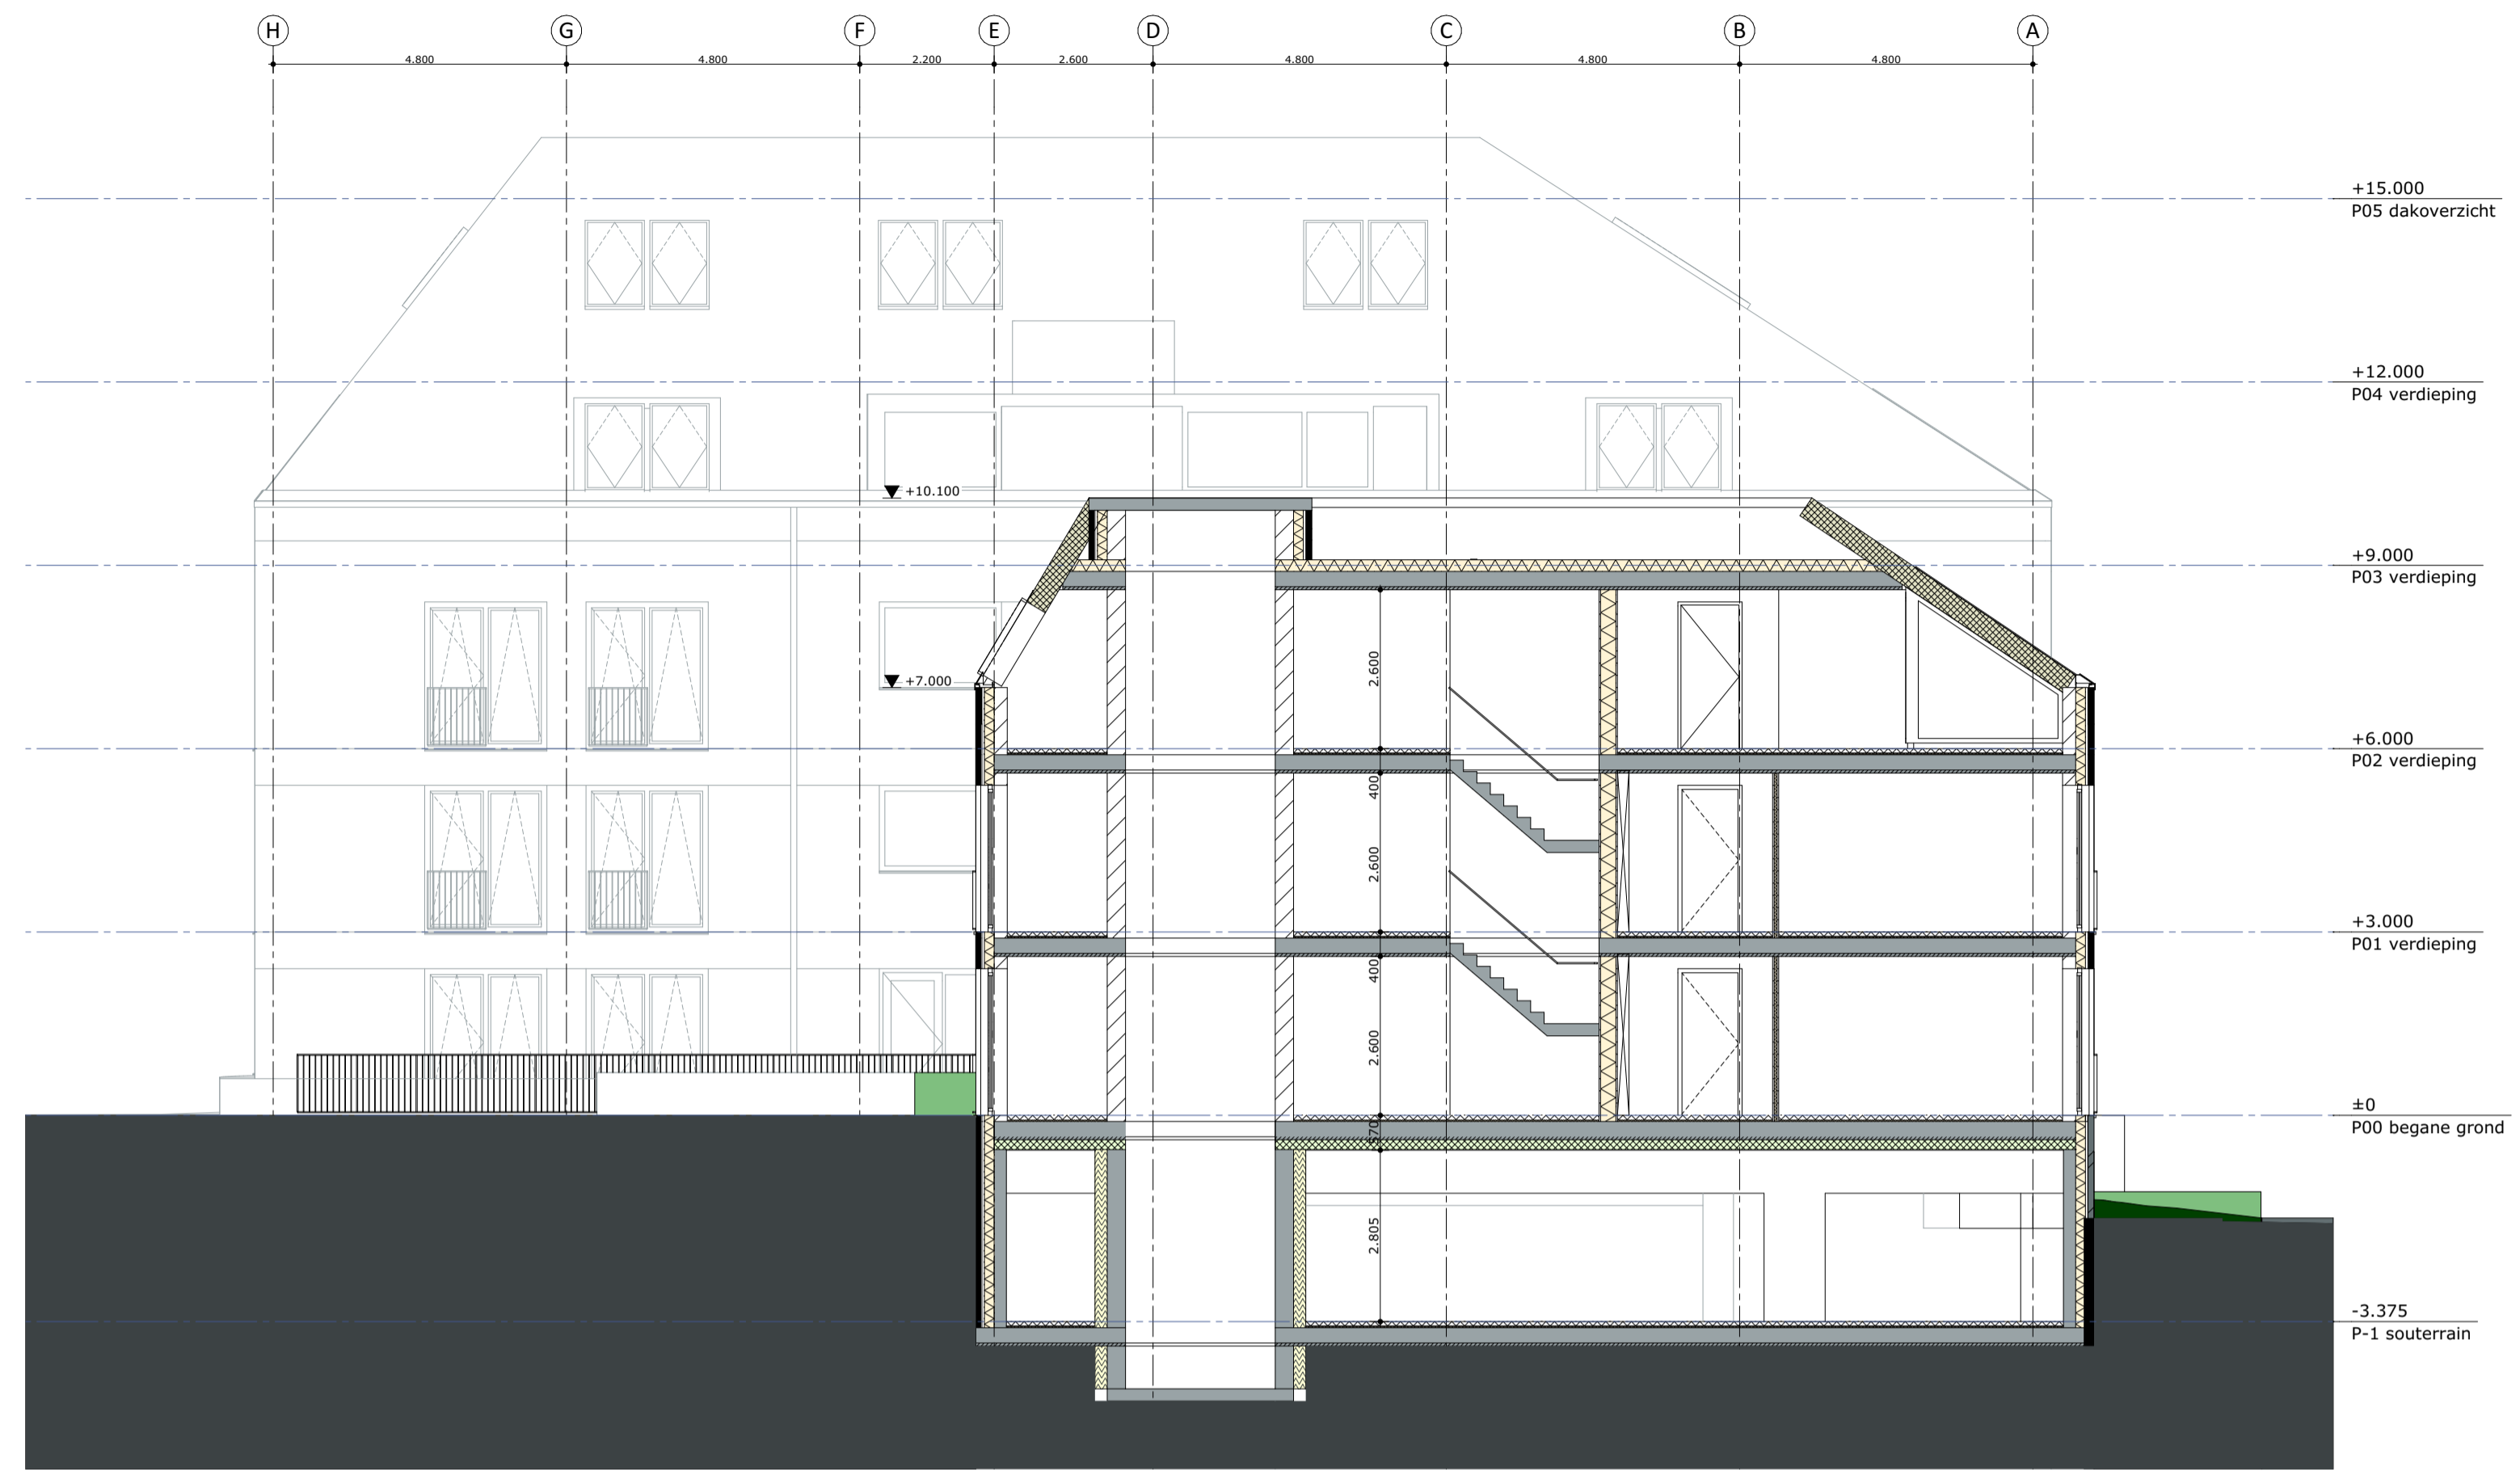 H G F E D C B A
4.800 4.800 2.200 2.600 4.800 4.800 4.800
+15.000
P05 dakoverzicht
+12.000
P04 verdieping
+10.100
+9.000
P03 verdieping
2.600
+7.000
+6.000
P02 verdieping
400
2.600
+3.000
P01 verdieping
400
2.600
±0
P00 begane grond
570
2.805
-3.375
P-1 souterrain